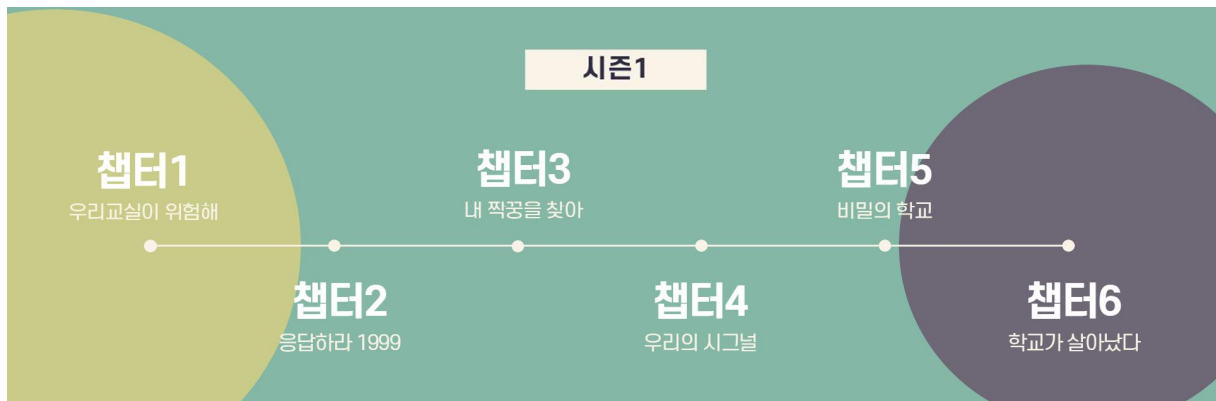 시즌1
챕터1
우리교실이 위험해
챕터2
응답하라 1999
챕터3
내 짝꿍을 찾아
챕터4
우리의 시그널
챕터5
비밀의 학교
챕터6
학교가 살아났다